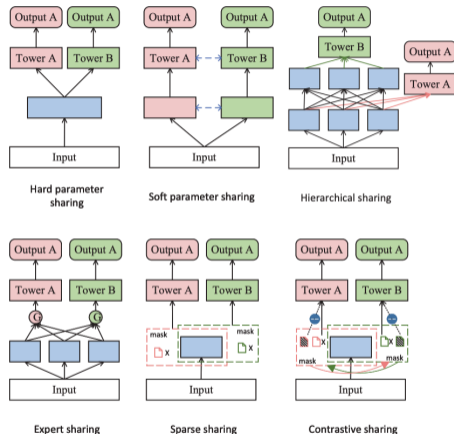 Output A
Output A
Tower A
Tower B
Input
Hard parameter
sharing
Output A
Output A
Tower A
Tower B
Input
Soft parameter sharing
Output A
Tower B
Output A
Tower A
Input
Hierarchical sharing
Output A
Output A
Tower A
Tower B
G
G
Input
Expert sharing
Output A
Output A
Tower A
Tower B
mask
mask
x
x
Input
Sparse sharing
Output A
Output A
Tower A
Tower B
x
x
mask
mask
Input
Contrastive sharing